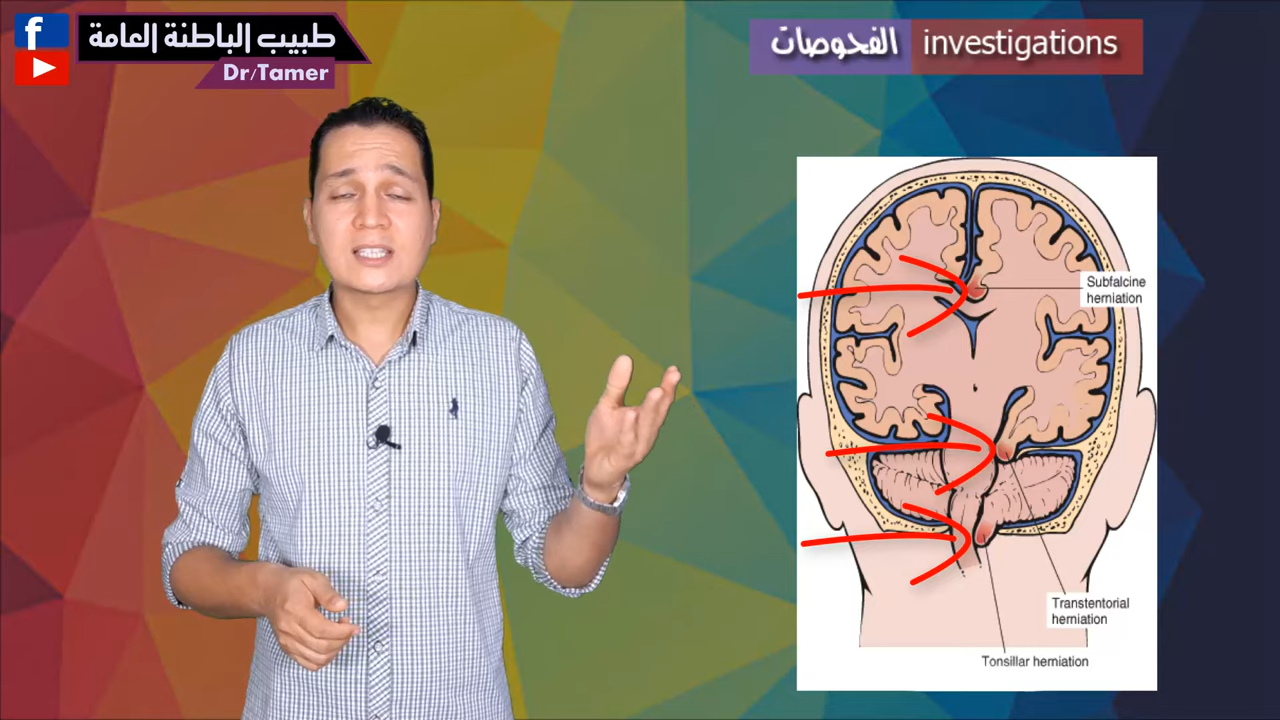 f
طبيب الباطنة العامة
Dr/Tamer
الفحوصات investigations
Subfalcine
herniation
Transtentorial
herniation
Tonsillar herniation